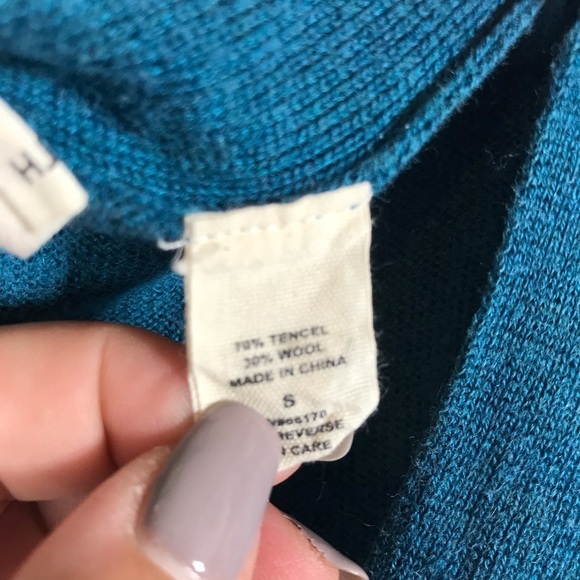 70% TENCEL
30% WOOL
MADE IN CHINA
S
REVERSE
CARE